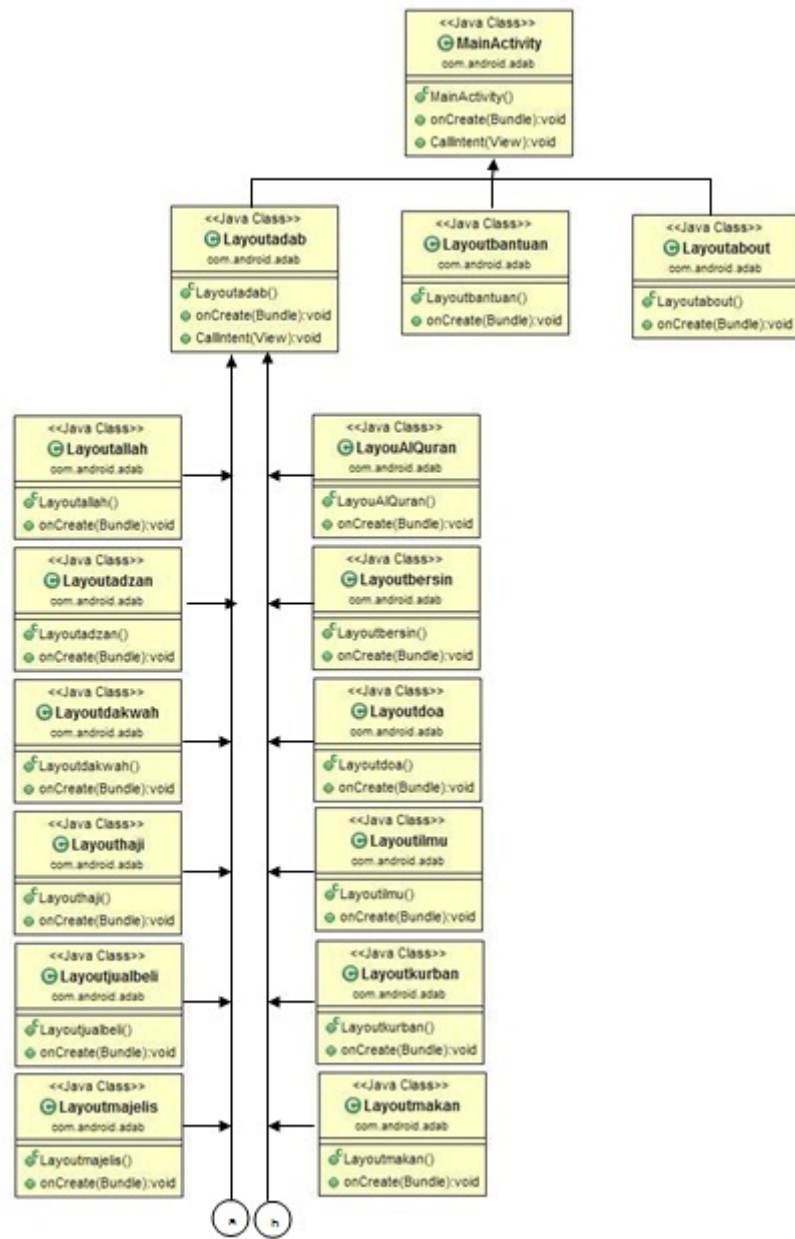 <<Java Class>>
MainActivity
com.android.adab
MainActivity()
onCreate(Bundle):void
CallIntent(View):void
<<Java Class>>
Layoutadab
com.android.adab
Layoutadab()
onCreate(Bundle):void
CallIntent(View):void
<<Java Class>>
Layoutbantuan
com.android.adab
Layoutbantuan()
onCreate(Bundle):void
<<Java Class>>
Layoutabout
com.android.adab
Layoutabout()
onCreate(Bundle):void
<<Java Class>>
Layoutallah
com.android.adab
Layoutallah()
onCreate(Bundle):void
<<Java Class>>
LayouAlQuran
com.android.adab
LayouAlQuran()
onCreate(Bundle):void
<<Java Class>>
Layoutadzan
com.android.adab
Layoutadzan()
onCreate(Bundle):void
<<Java Class>>
Layoutbersin
com.android.adab
Layoutbersin()
onCreate(Bundle):void
<<Java Class>>
Layoutdakwah
com.android.adab
Layoutdakwah()
onCreate(Bundle):void
<<Java Class>>
Layoutdoa
com.android.adab
Layoutdoa()
onCreate(Bundle):void
<<Java Class>>
Layouthaji
com.android.adab
Layouthaji()
onCreate(Bundle):void
<<Java Class>>
Layoutilmu
com.android.adab
Layoutilmu()
onCreate(Bundle):void
<<Java Class>>
Layoutjualbeli
com.android.adab
Layoutjualbeli()
onCreate(Bundle):void
<<Java Class>>
Layoutkurban
com.android.adab
Layoutkurban()
onCreate(Bundle):void
<<Java Class>>
Layoutmajelis
com.android.adab
Layoutmajelis()
onCreate(Bundle):void
<<Java Class>>
Layoutmakan
com.android.adab
Layoutmakan()
onCreate(Bundle):void